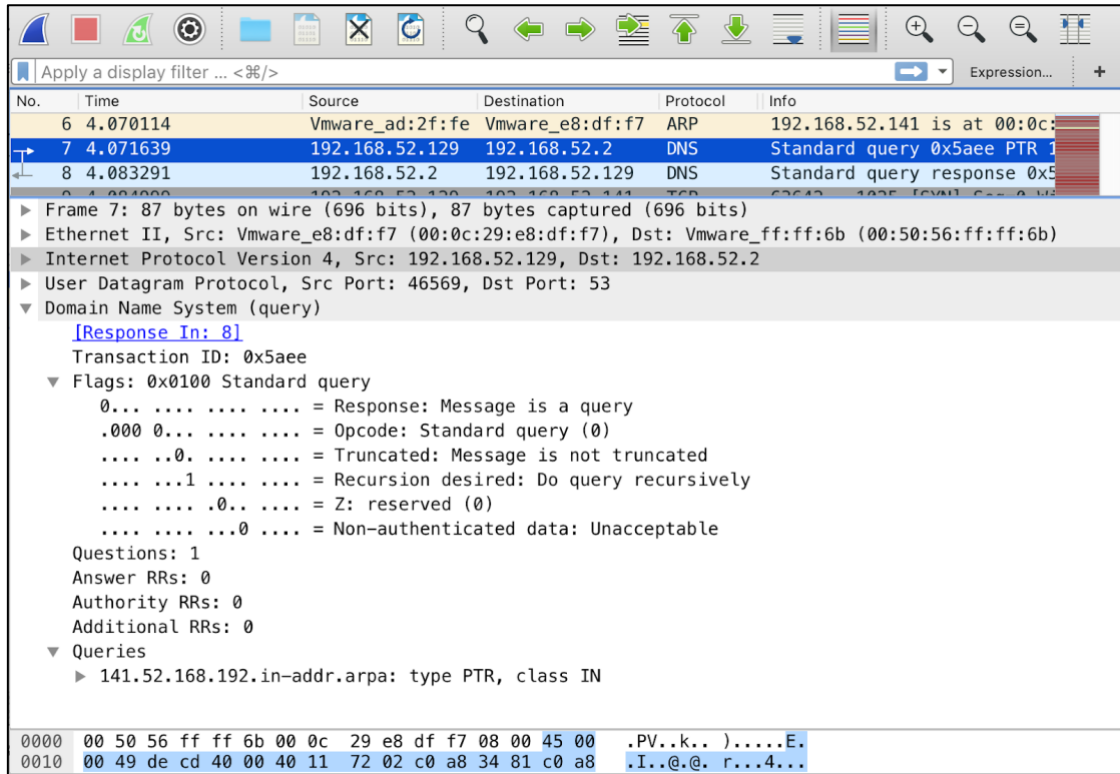 Apply a display filter ... <⌘/>
Expression...
+
No. Time Source Destination Protocol Info
6 4.070114 Vmware_ad:2f:fe Vmware_e8:df:f7 ARP 192.168.52.141 is at 00:0c:
7 4.071639 192.168.52.129 192.168.52.2 DNS Standard query 0x5aee PTR 1
8 4.083291 192.168.52.2 192.168.52.129 DNS Standard query response 0x5
Frame 7: 87 bytes on wire (696 bits), 87 bytes captured (696 bits)
Ethernet II, Src: Vmware_e8:df:f7 (00:0c:29:e8:df:f7), Dst: Vmware_ff:ff:6b (00:50:56:ff:ff:6b)
Internet Protocol Version 4, Src: 192.168.52.129, Dst: 192.168.52.2
User Datagram Protocol, Src Port: 46569, Dst Port: 53
Domain Name System (query)
[Response In: 8]
Transaction ID: 0x5aee
Flags: 0x0100 Standard query
0... .... .... .... = Response: Message is a query
.000 0... .... .... = Opcode: Standard query (0)
.... ..0. .... .... = Truncated: Message is not truncated
.... ...1 .... .... = Recursion desired: Do query recursively
.... .... .0.. .... = Z: reserved (0)
.... .... ...0 .... = Non-authenticated data: Unacceptable
Questions: 1
Answer RRs: 0
Authority RRs: 0
Additional RRs: 0
Queries
141.52.168.192.in-addr.arpa: type PTR, class IN
0000 00 50 56 ff ff 6b 00 0c 29 e8 df f7 08 00 45 00 .PV..k.. ).....E.
0010 00 49 de cd 40 00 40 11 72 02 c0 a8 34 81 c0 a8 .I..@.@. r...4...